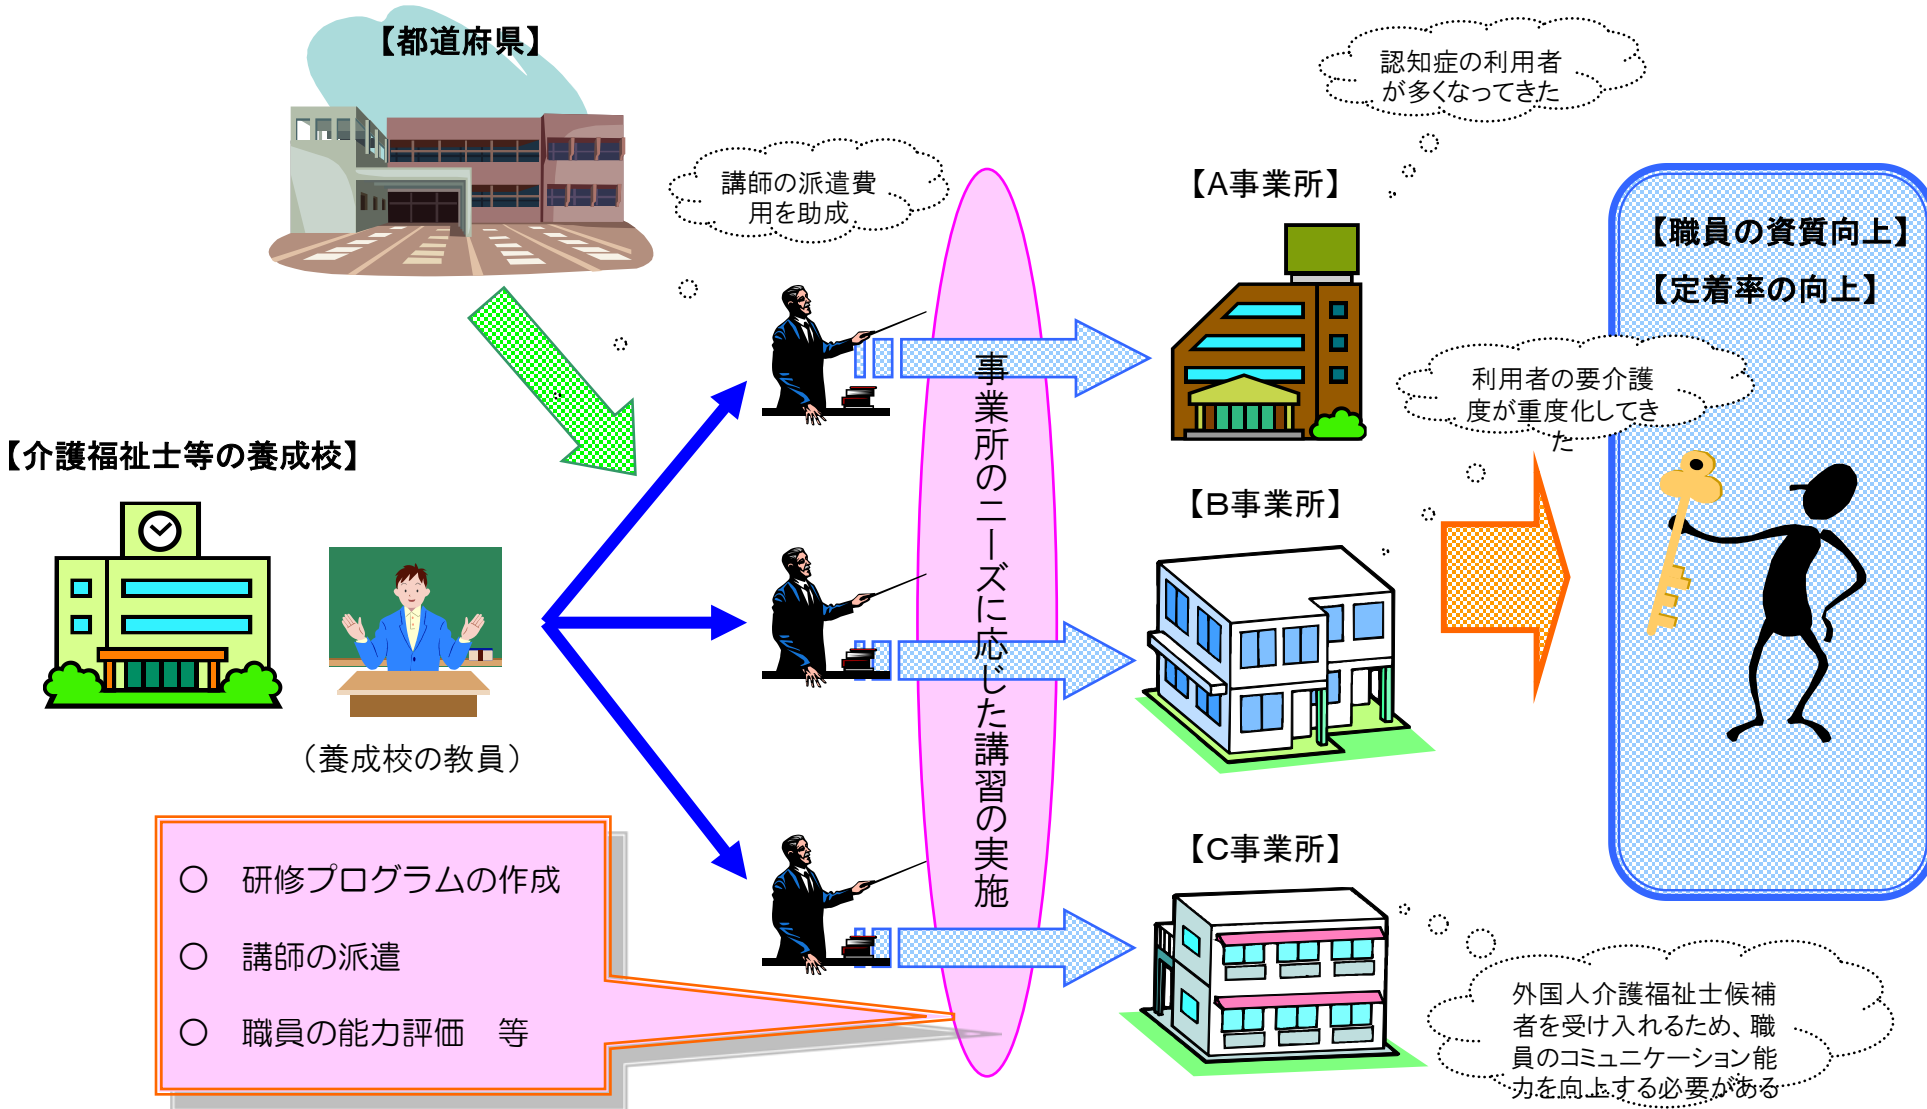 【都道府県】
講師の派遣費
用を助成
認知症の利用者
が多くなってきた
【A事業所】
【職員の資質向上】
【定着率の向上】
利用者の要介護
度が重度化してき
た
【介護福祉士等の養成校】
（養成校の教員）
事業所のニーズに応じた講習の実施
【B事業所】
【C事業所】
○　研修プログラムの作成
○　講師の派遣
○　職員の能力評価　等
外国人介護福祉士候補
者を受け入れるため、職
員のコミュニケーション能
力を向上する必要がある